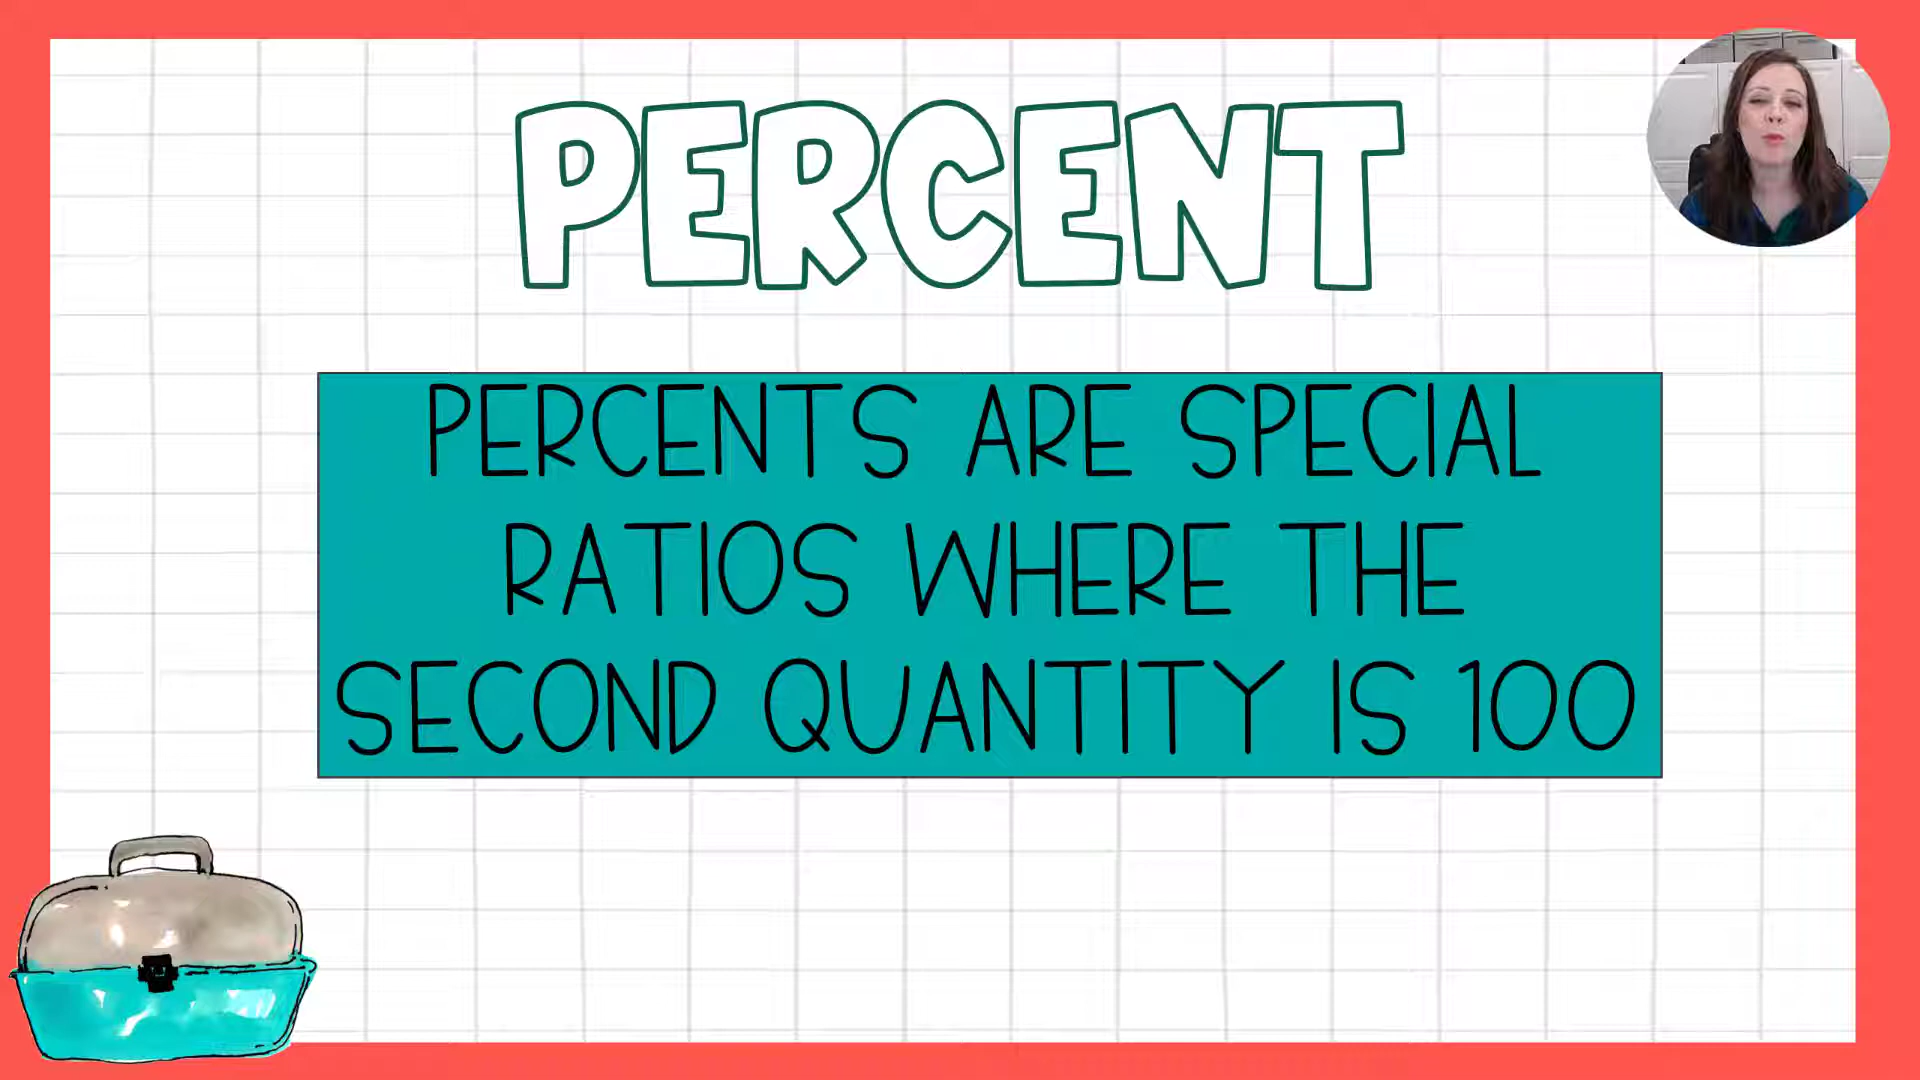 PERCENT
PERCENTS ARE SPECIAL
RATIOS WHERE THE
SECOND QUANTITY IS 100